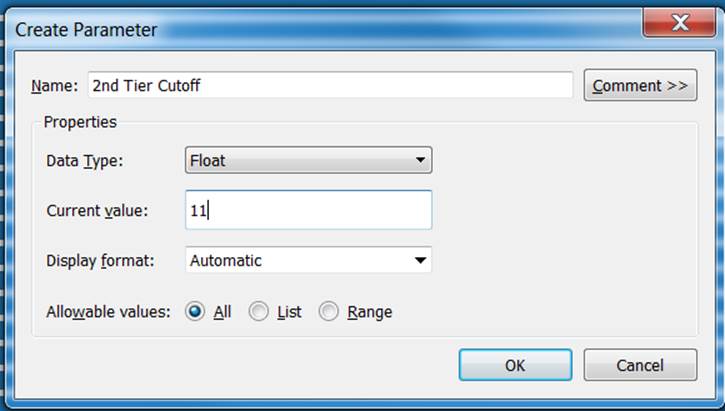 Create Parameter
Name: 2nd Tier Cutoff Comment >>
Properties
Data Type: Float
Current value: 11
Display format: Automatic
Allowable values: All List Range
OK Cancel